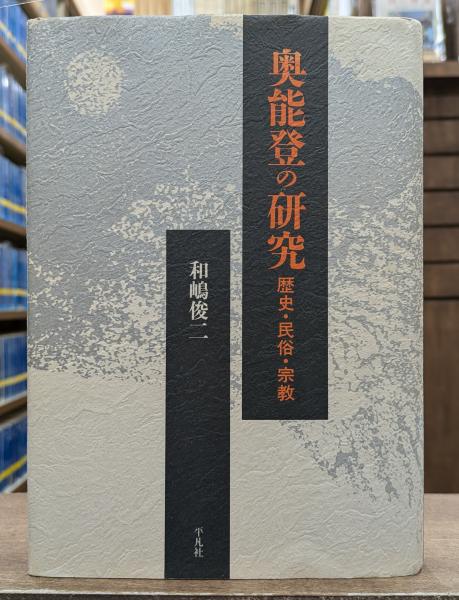 奥能登の研究
歴史・民俗・宗教
和嶋俊二
平凡社